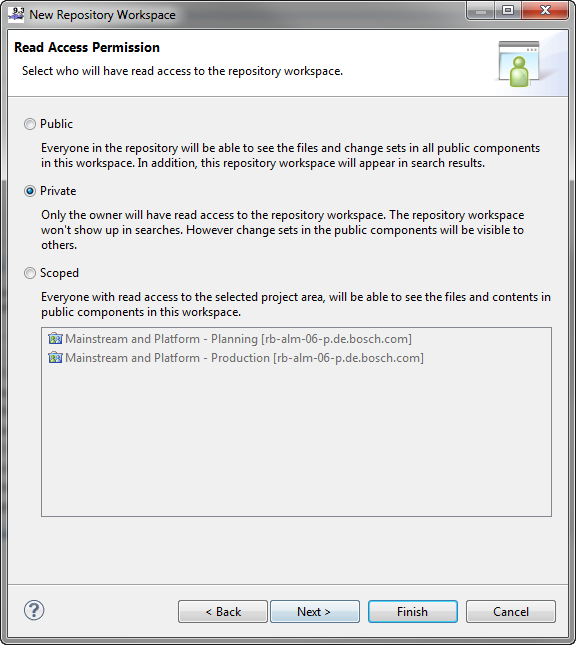 9.3
New Repository Workspace
Read Access Permission
Select who will have read access to the repository workspace.
Public
Everyone in the repository will be able to see the files and change sets in all public components
in this workspace. In addition, this repository workspace will appear in search results.
Private
Only the owner will have read access to the repository workspace. The repository workspace
won't show up in searches. However change sets in the public components will be visible to
others.
Scoped
Everyone with read access to the selected project area, will be able to see the files and contents in
public components in this workspace.
Mainstream and Platform - Planning [rb-alm-06-p.de.bosch.com]
Mainstream and Platform - Production [rb-alm-06-p.de.bosch.com]
?
< Back
Next >
Finish
Cancel